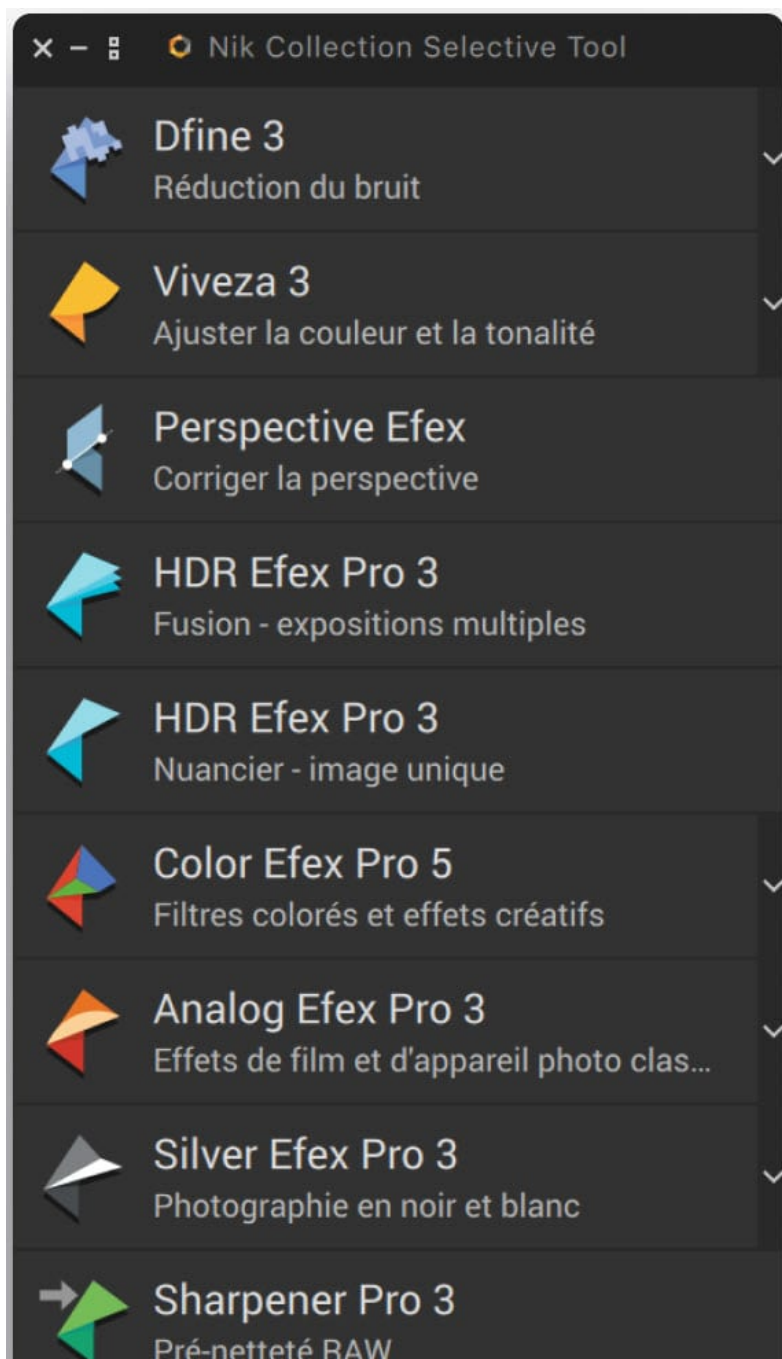 Nik Collection Selective Tool
Dfine 3
Réduction du bruit
Viveza 3
Ajuster la couleur et la tonalité
Perspective Efex
Corriger la perspective
HDR Efex Pro 3
Fusion - expositions multiples
HDR Efex Pro 3
Nuancier - image unique
Color Efex Pro 5
Filtres colorés et effets créatifs
Analog Efex Pro 3
Effets de film et d'appareil photo clas...
Silver Efex Pro 3
Photographie en noir et blanc
Sharpener Pro 3
Pré-netteté RAW